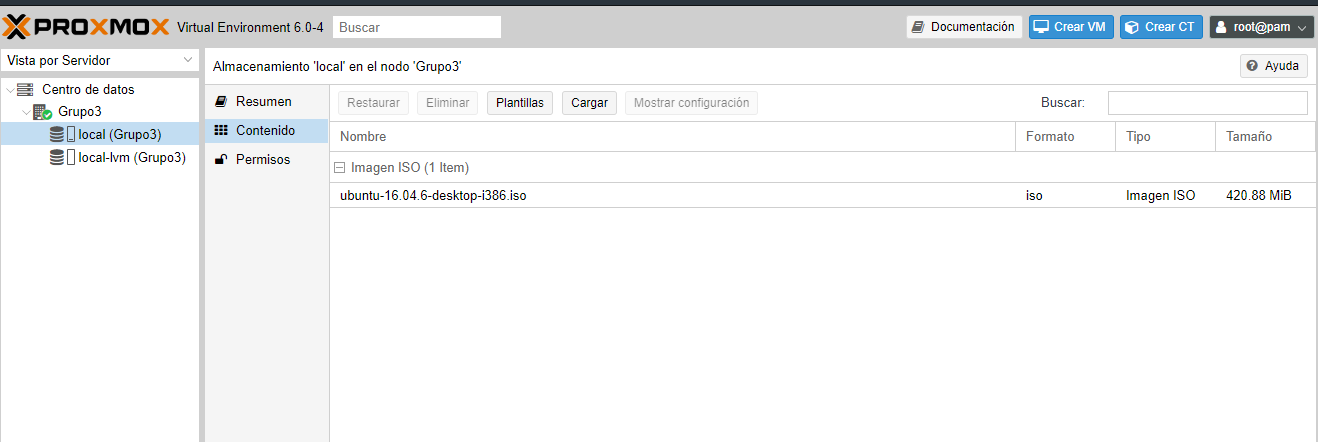 PROXMOX Virtual Environment 6.0-4 Buscar Documentación Crear VM Crear CT root@pam
Vista por Servidor
Almacenamiento 'local' en el nodo 'Grupo3' Ayuda
Centro de datos
Grupo3
local (Grupo3)
local-lvm (Grupo3)
Resumen
Contenido
Permisos
Restaurar Eliminar Plantillas Cargar Mostrar configuración Buscar:
Nombre Formato Tipo Tamaño
Imagen ISO (1 Item)
ubuntu-16.04.6-desktop-i386.iso iso Imagen ISO 420.88 MiB